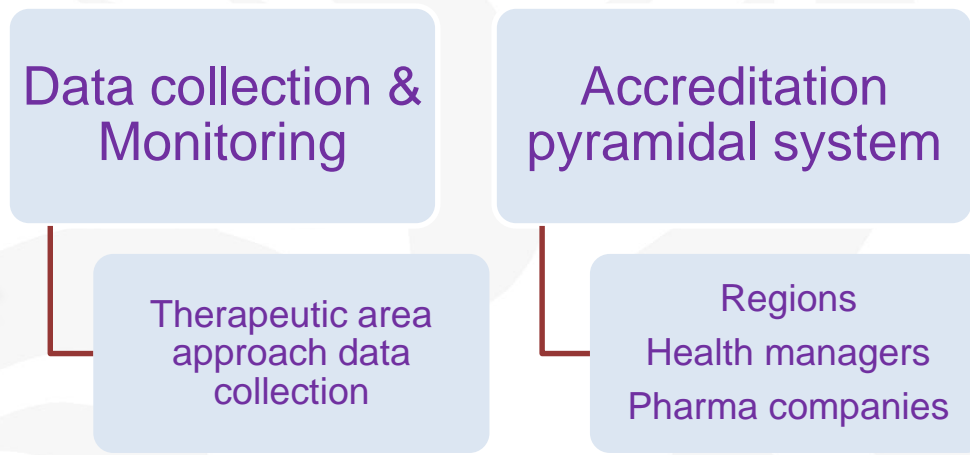 Data collection &
Monitoring
Therapeutic area
approach data
collection
Accreditation
pyramidal system
Regions
Health managers
Pharma companies